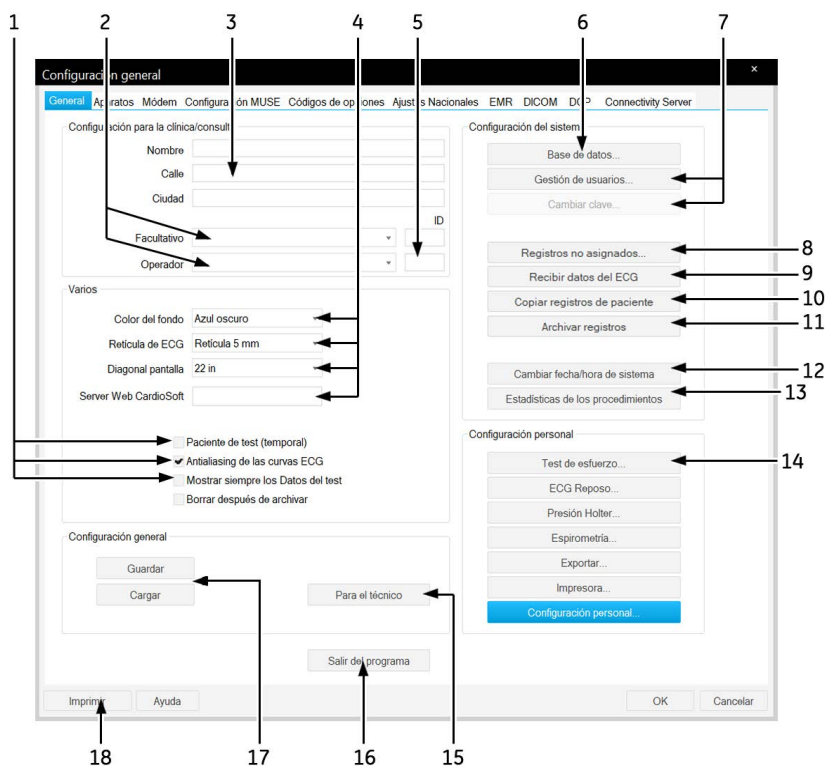 1 2 3 4 5 6 7
Configuración general ×
General Aparatos Módem Configuración MUSE Códigos de opciones Ajustes Nacionales EMR DICOM DCP Connectivity Server
Configuración para la clínica/consulta
Nombre
Calle
Ciudad
ID
Facultativo
Operador
Varios
Color del fondo Azul oscuro
Retícula de ECG Retícula 5 mm
Diagonal pantalla 22 in
Server Web CardioSoft
Paciente de test (temporal)
Antialiasing de las curvas ECG
Mostrar siempre los Datos del test
Borrar después de archivar
Configuración general
Guardar
Cargar
Para el técnico
Salir del programa
Configuración del sistema
Base de datos...
Gestión de usuarios...
Cambiar clave...
Registros no asignados... 8
Recibir datos del ECG 9
Copiar registros de paciente 10
Archivar registros 11
Cambiar fecha/hora de sistema 12
Estadísticas de los procedimientos 13
Configuración personal
Test de esfuerzo... 14
ECG Reposo...
Presión Holter...
Espirometría...
Exportar...
Impresora...
Configuración personal...
Imprimir Ayuda OK Cancelar
18 17 16 15